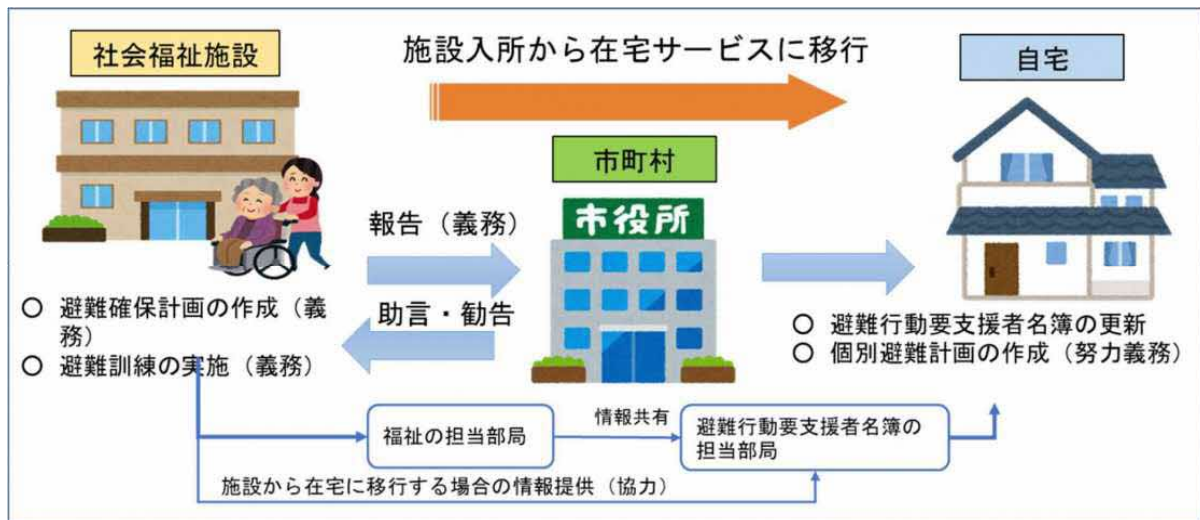 社会福祉施設
施設入所から在宅サービスに移行
自宅
市町村
市役所
報告（義務）
助言・勧告
○ 避難確保計画の作成（義
務）
○ 避難訓練の実施（義務）
○ 避難行動要支援者名簿の更新
○ 個別避難計画の作成（努力義務）
福祉の担当部局
情報共有
避難行動要支援者名簿の
担当部局
施設から在宅に移行する場合の情報提供（協力）